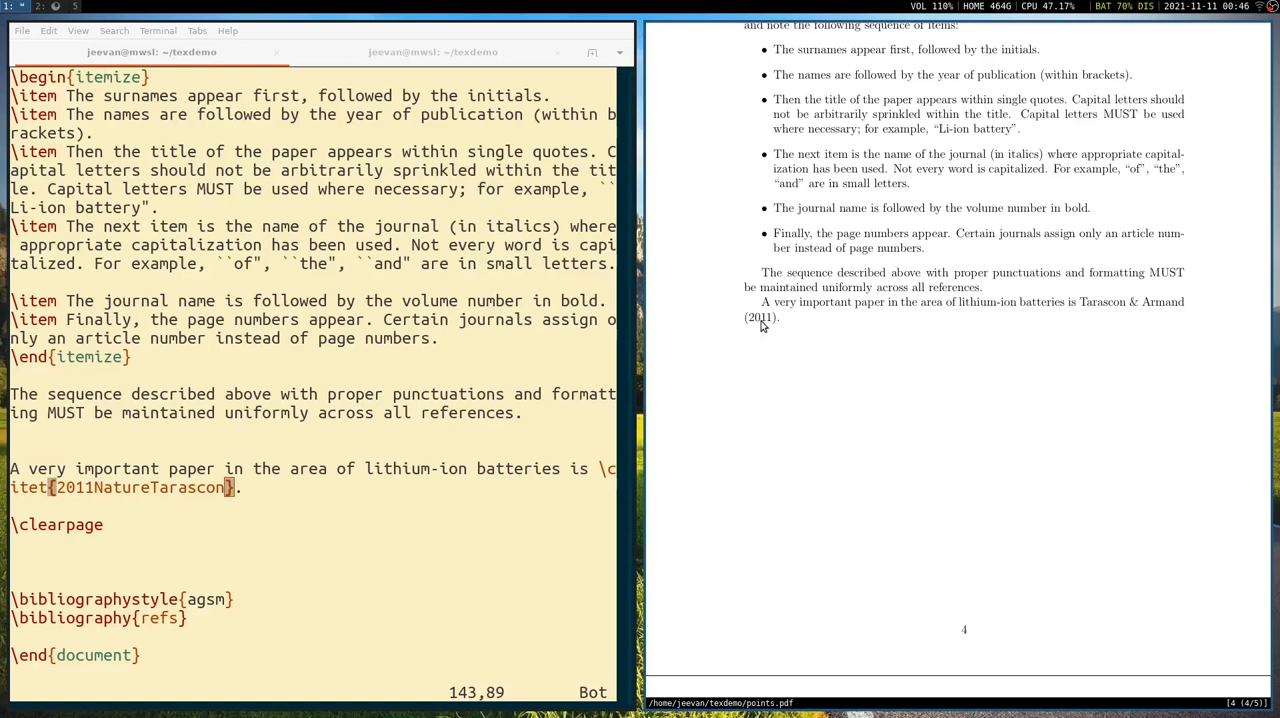 1: "  2:   5
VOL 110% | HOME 464G | CPU 47.17% | BAT 70% DIS | 2021-11-11 00:46
File Edit View Search Terminal Tabs Help
jeevan@mwsl: ~/texdemo × jeevan@mwsl: ~/texdemo ×
\begin{itemize}
\item The surnames appear first, followed by the initials.
\item The names are followed by the year of publication (within b
rackets).
\item Then the title of the paper appears within single quotes. C
apital letters should not be arbitrarily sprinkled within the tit
le. Capital letters MUST be used where necessary; for example, ``
Li-ion battery".
\item The next item is the name of the journal (in italics) where
 appropriate capitalization has been used. Not every word is capi
talized. For example, ``of", ``the", ``and" are in small letters.
\item The journal name is followed by the volume number in bold.
\item Finally, the page numbers appear. Certain journals assign o
nly an article number instead of page numbers.
\end{itemize}
The sequence described above with proper punctuations and formatt
ing MUST be maintained uniformly across all references.
A very important paper in the area of lithium-ion batteries is \c
itet{2011NatureTarascon}.
\clearpage
\bibliographystyle{agsm}
\bibliography{refs}
\end{document}
143,89 Bot
and note the following sequence of items:
• The surnames appear first, followed by the initials.
• The names are followed by the year of publication (within brackets).
• Then the title of the paper appears within single quotes. Capital letters should
not be arbitrarily sprinkled within the title. Capital letters MUST be used
where necessary; for example, “Li-ion battery”.
• The next item is the name of the journal (in italics) where appropriate capital-
ization has been used. Not every word is capitalized. For example, “of”, “the”,
“and” are in small letters.
• The journal name is followed by the volume number in bold.
• Finally, the page numbers appear. Certain journals assign only an article num-
ber instead of page numbers.
The sequence described above with proper punctuations and formatting MUST
be maintained uniformly across all references.
A very important paper in the area of lithium-ion batteries is Tarascon & Armand
(2011).
4
/home/jeevan/texdemo/points.pdf [4 (4/5)]